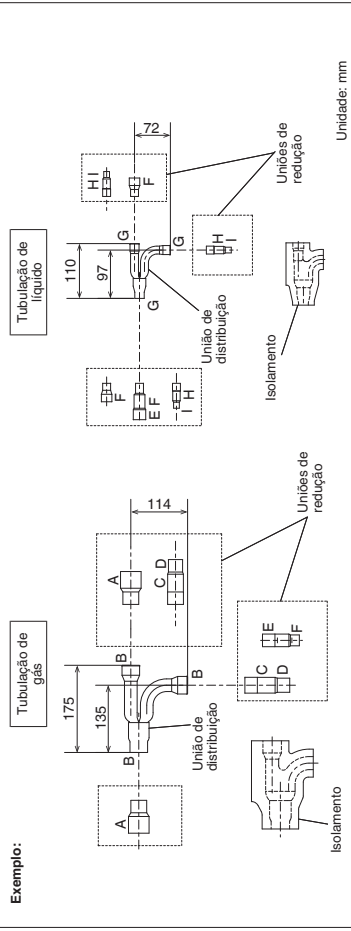 Exemplo:
Tubulação de
gás
175
135
114
B
B
B
A
A
C D
C
D
E
F
União de
distribuição
Uniões de
redução
Isolamento
Tubulação de
líquido
110
97
72
G
G
G
H I
F
F
E F
I H
H
I
União de
distribuição
Uniões de
redução
Isolamento
Unidade: mm